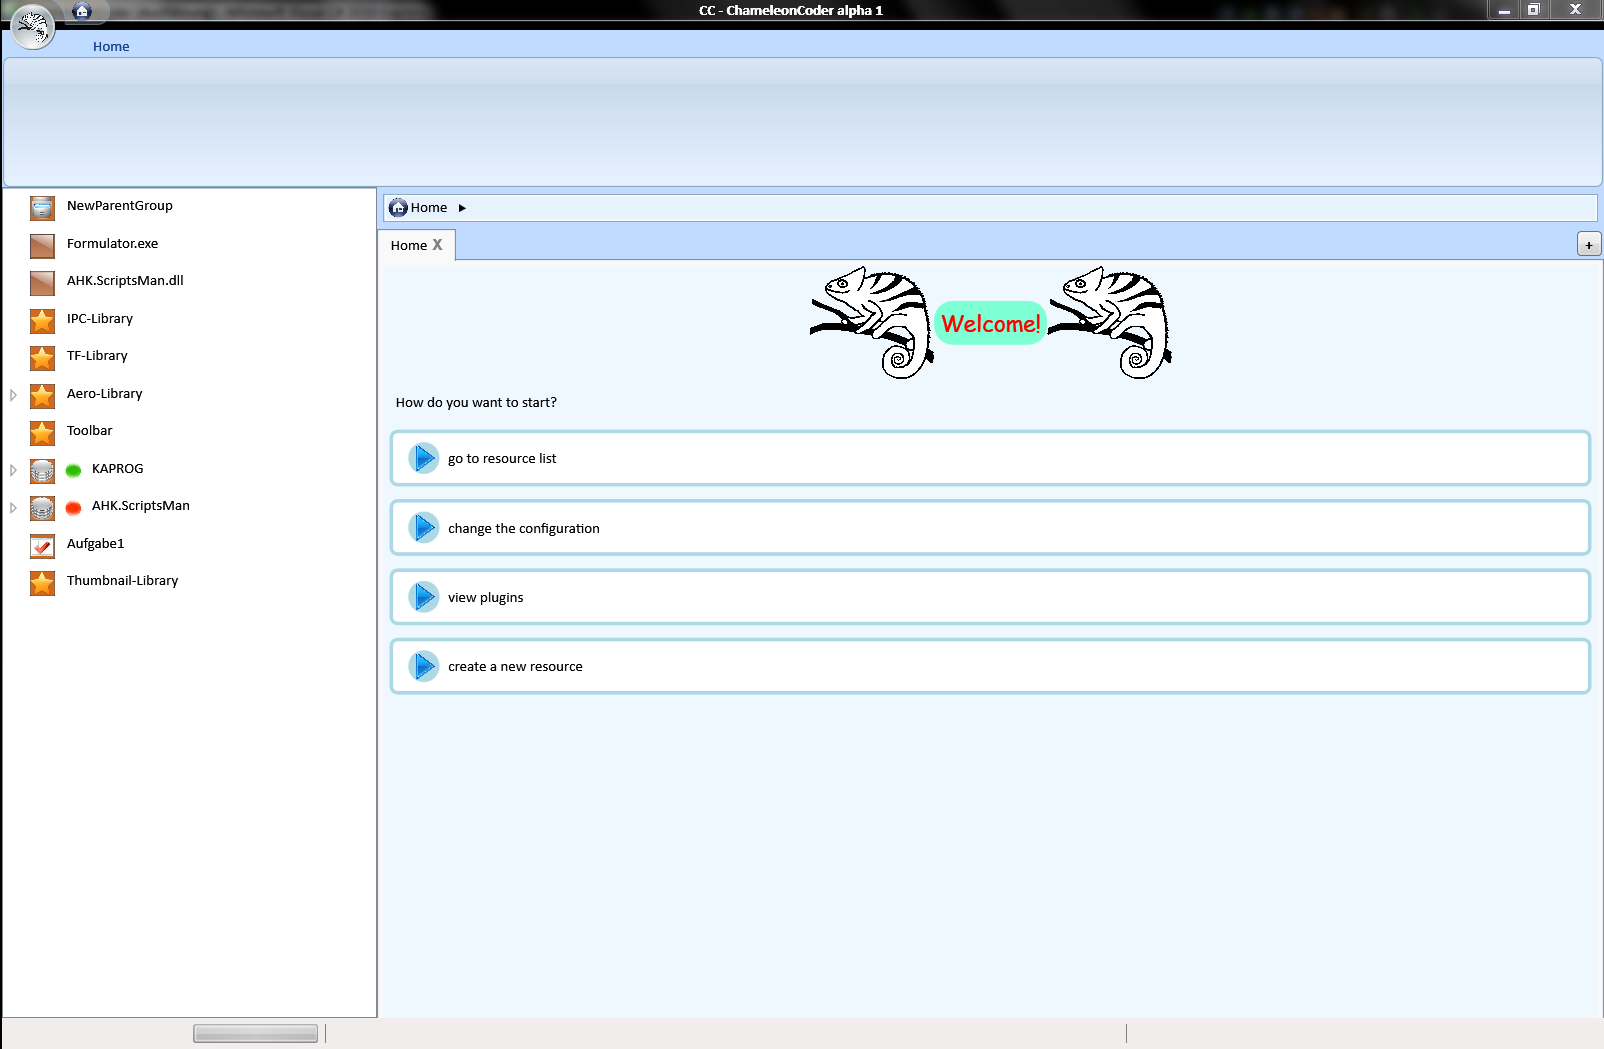 CC - ChameleonCoder alpha 1
Home
NewParentGroup
Formulator.exe
AHK.ScriptsMan.dll
IPC-Library
TF-Library
Aero-Library
Toolbar
KAPROG
AHK.ScriptsMan
Aufgabe1
Thumbnail-Library
Home
Home X
+
Welcome!
How do you want to start?
go to resource list
change the configuration
view plugins
create a new resource